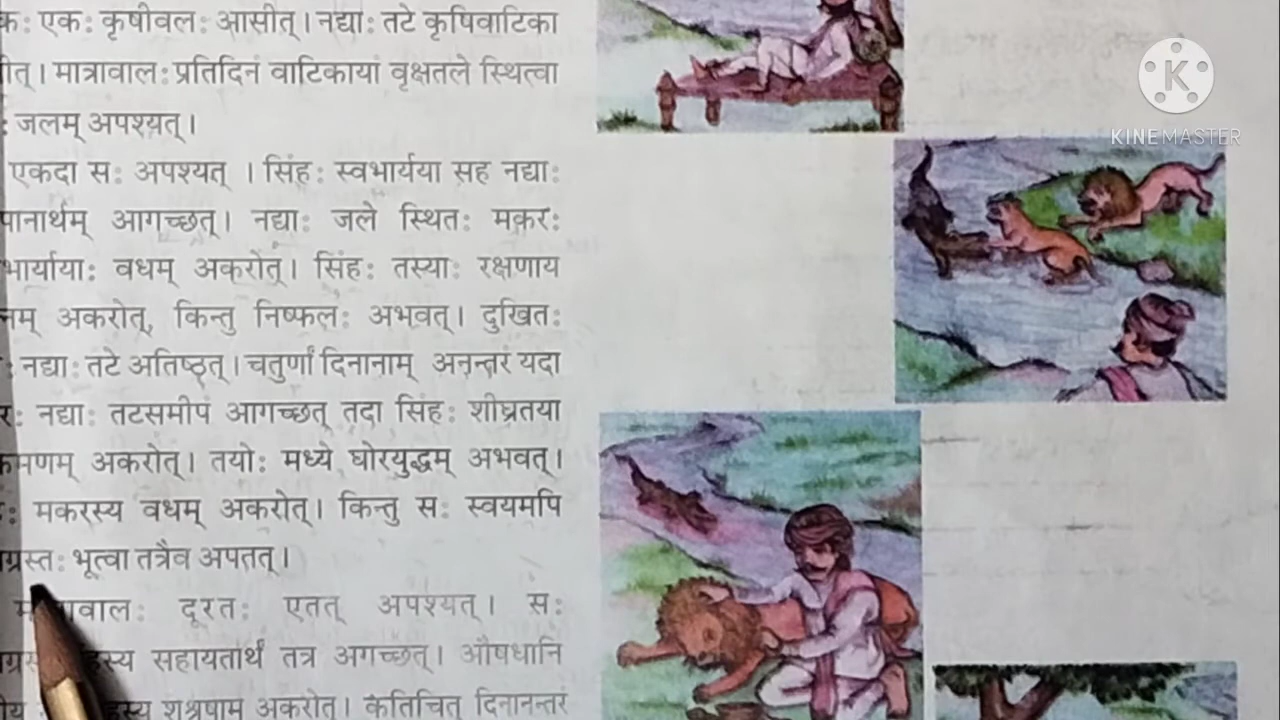 एकः कृषीवलः आसीत्। नद्याः तटे कृषिवाटिका
मात्रावालः प्रतिदिनं वाटिकायां वृक्षतले स्थित्वा
जलम् अपश्यत्।
एकदा सः अपश्यत् । सिंहः स्वभार्यया सह नद्याः
पानार्थम् आगच्छत्। नद्याः जले स्थितः मकरः
भार्यायाः वधम् अकरोत्। सिंहः तस्याः रक्षणाय
अकरोत्, किन्तु निष्फलः अभवत्। दुखितः
नद्याः तटे अतिष्ठत्। चतुर्णां दिनानाम् अनन्तरं यदा
नद्याः तटसमीपं आगच्छत् तदा सिंहः शीघ्रतया
अकरोत्। तयोः मध्ये घोरयुद्धम् अभवत्।
मकरस्य वधम् अकरोत्। किन्तु सः स्वयमपि
भूत्वा तत्रैव अपतत्।
दूरतः एतत् अपश्यत्। सः
सहायतार्थं तत्र अगच्छत्। औषधानि
शुश्रूषाम् अकरोत्। कतिचित् दिनानन्तरं
KINEMASTER